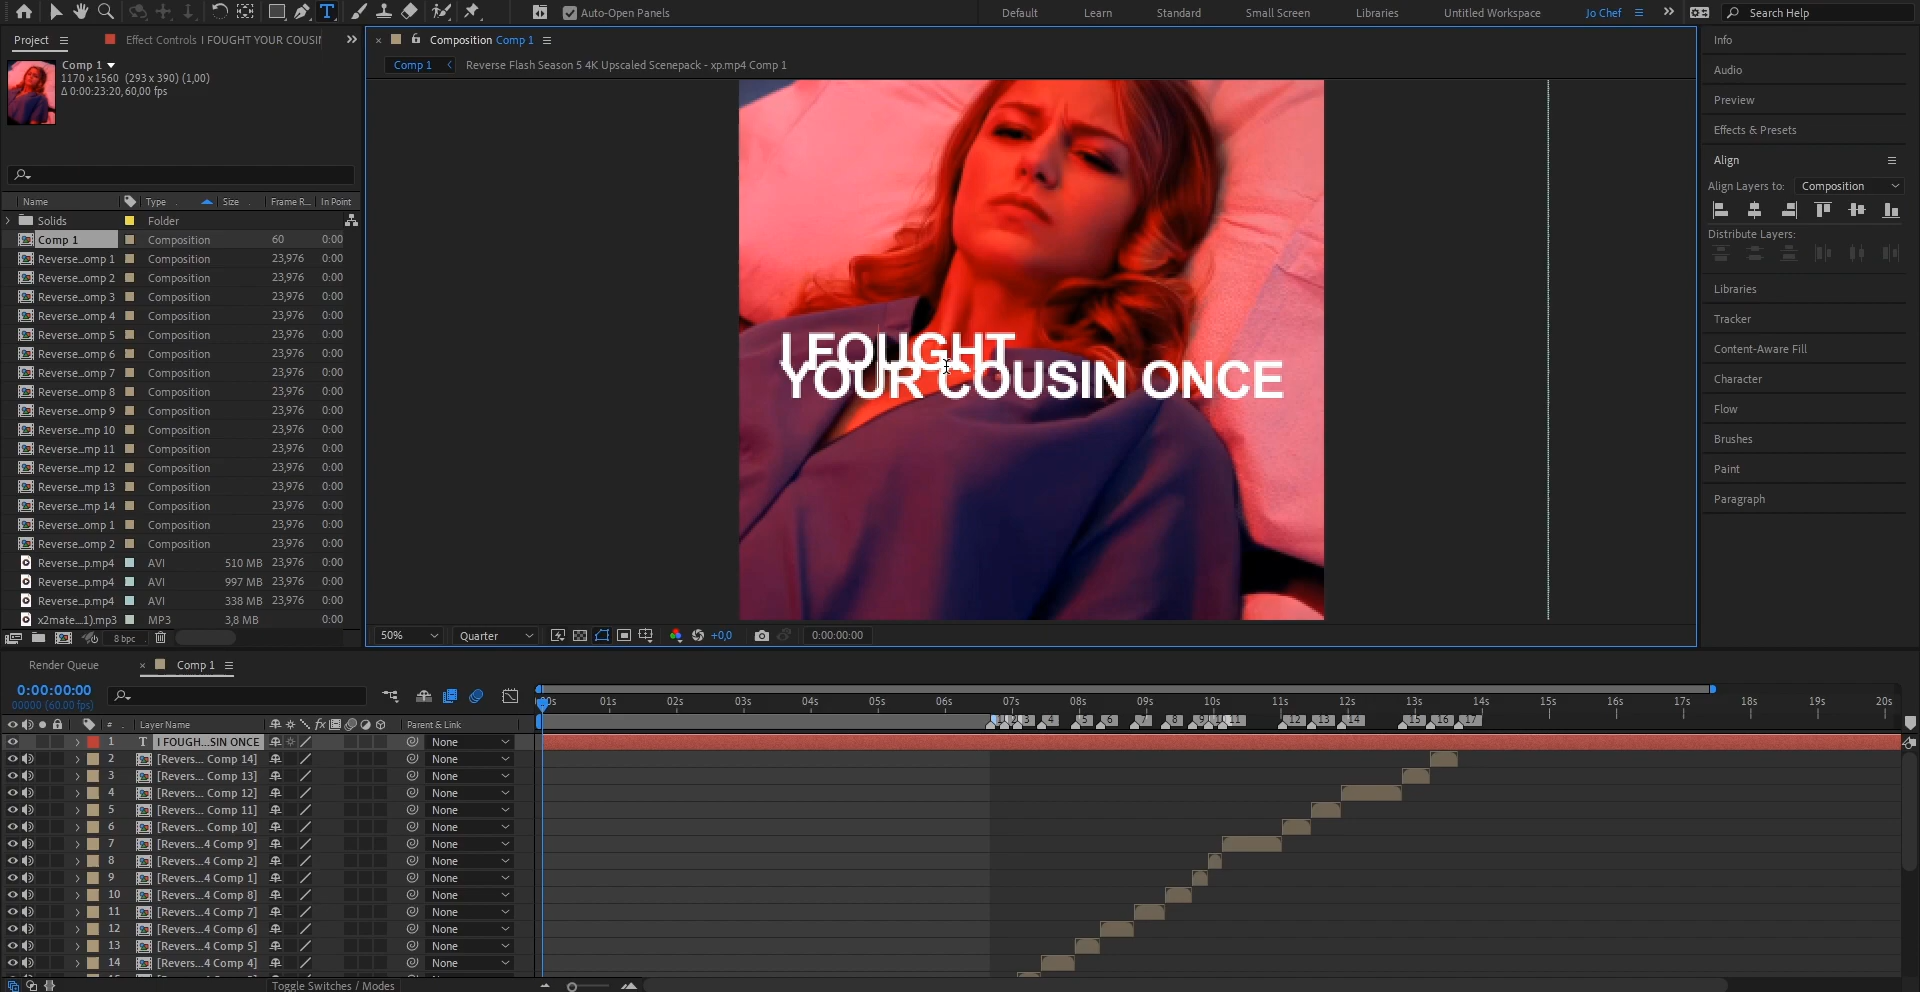 Auto-Open Panels
Default
Learn
Standard
Small Screen
Libraries
Untitled Workspace
Jo Chef
Search Help
Project
Effect Controls I FOUGHT YOUR COUSIN
Composition Comp 1
Comp 1
Reverse Flash Season 5 4K Upscaled Scenepack - xp.mp4 Comp 1
Comp 1
1170 x 1560 (293 x 390) (1,00)
Δ 0:00:23:20, 60,00 fps
Name Type Size Frame R... In Point
Solids Folder
Comp 1 Composition 60 0:00
Reverse...omp 1 Composition 23,976 0:00
Reverse...omp 2 Composition 23,976 0:00
Reverse...omp 3 Composition 23,976 0:00
Reverse...omp 4 Composition 23,976 0:00
Reverse...omp 5 Composition 23,976 0:00
Reverse...omp 6 Composition 23,976 0:00
Reverse...omp 7 Composition 23,976 0:00
Reverse...omp 8 Composition 23,976 0:00
Reverse...omp 9 Composition 23,976 0:00
Reverse...mp 10 Composition 23,976 0:00
Reverse...mp 11 Composition 23,976 0:00
Reverse...mp 12 Composition 23,976 0:00
Reverse...mp 13 Composition 23,976 0:00
Reverse...mp 14 Composition 23,976 0:00
Reverse...omp 1 Composition 23,976 0:00
Reverse...omp 2 Composition 23,976 0:00
Reverse...p.mp4 AVI 510 MB 23,976 0:00
Reverse...p.mp4 AVI 997 MB 23,976 0:00
Reverse...p.mp4 AVI 338 MB 23,976 0:00
x2mate....1).mp3 MP3 3,8 MB 0:00
8 bpc
I FOUGHT
YOUR COUSIN ONCE
50% Quarter +0,0 0:00:00:00
Info
Audio
Preview
Effects & Presets
Align
Align Layers to: Composition
Distribute Layers:
Libraries
Tracker
Content-Aware Fill
Character
Flow
Brushes
Paint
Paragraph
Render Queue
Comp 1
0:00:00:00
00000 (60.00 fps)
# Layer Name fx Parent & Link
:00s 01s 02s 03s 04s 05s 06s 07s 08s 09s 10s 11s 12s 13s 14s 15s 16s 17s 18s 19s 20s
1 2 3 4 5 6 7 8 9 10 11 12 13 14 15 16 17
1 T I FOUGH...SIN ONCE None
2 [Revers... Comp 14] None
3 [Revers... Comp 13] None
4 [Revers... Comp 12] None
5 [Revers... Comp 11] None
6 [Revers... Comp 10] None
7 [Revers...4 Comp 9] None
8 [Revers...4 Comp 2] None
9 [Revers...4 Comp 1] None
10 [Revers...4 Comp 8] None
11 [Revers...4 Comp 7] None
12 [Revers...4 Comp 6] None
13 [Revers...4 Comp 5] None
14 [Revers...4 Comp 4] None
Toggle Switches / Modes